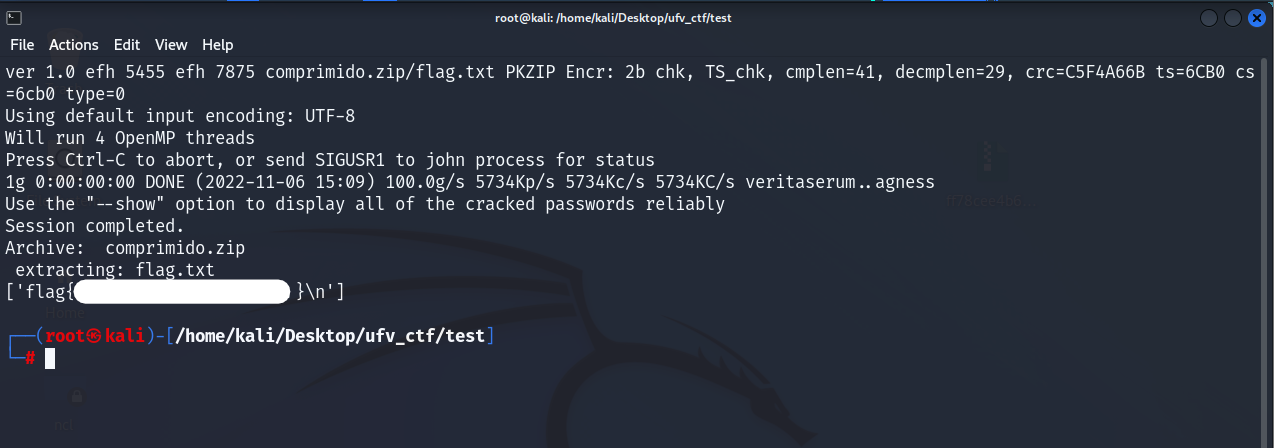 root@kali: /home/kali/Desktop/ufv_ctf/test
File Actions Edit View Help
ver 1.0 efh 5455 efh 7875 comprimido.zip/flag.txt PKZIP Encr: 2b chk, TS_chk, cmplen=41, decmplen=29, crc=C5F4A66B ts=6CB0 cs
=6cb0 type=0
Using default input encoding: UTF-8
Will run 4 OpenMP threads
Press Ctrl-C to abort, or send SIGUSR1 to john process for status
1g 0:00:00:00 DONE (2022-11-06 15:09) 100.0g/s 5734Kp/s 5734Kc/s 5734KC/s veritaserum..agness
Use the "--show" option to display all of the cracked passwords reliably
Session completed.
Archive:  comprimido.zip
 extracting: flag.txt
['flag{ }\n']
Home
┌──(root㉿kali)-[/home/kali/Desktop/ufv_ctf/test]
└─#
ncl